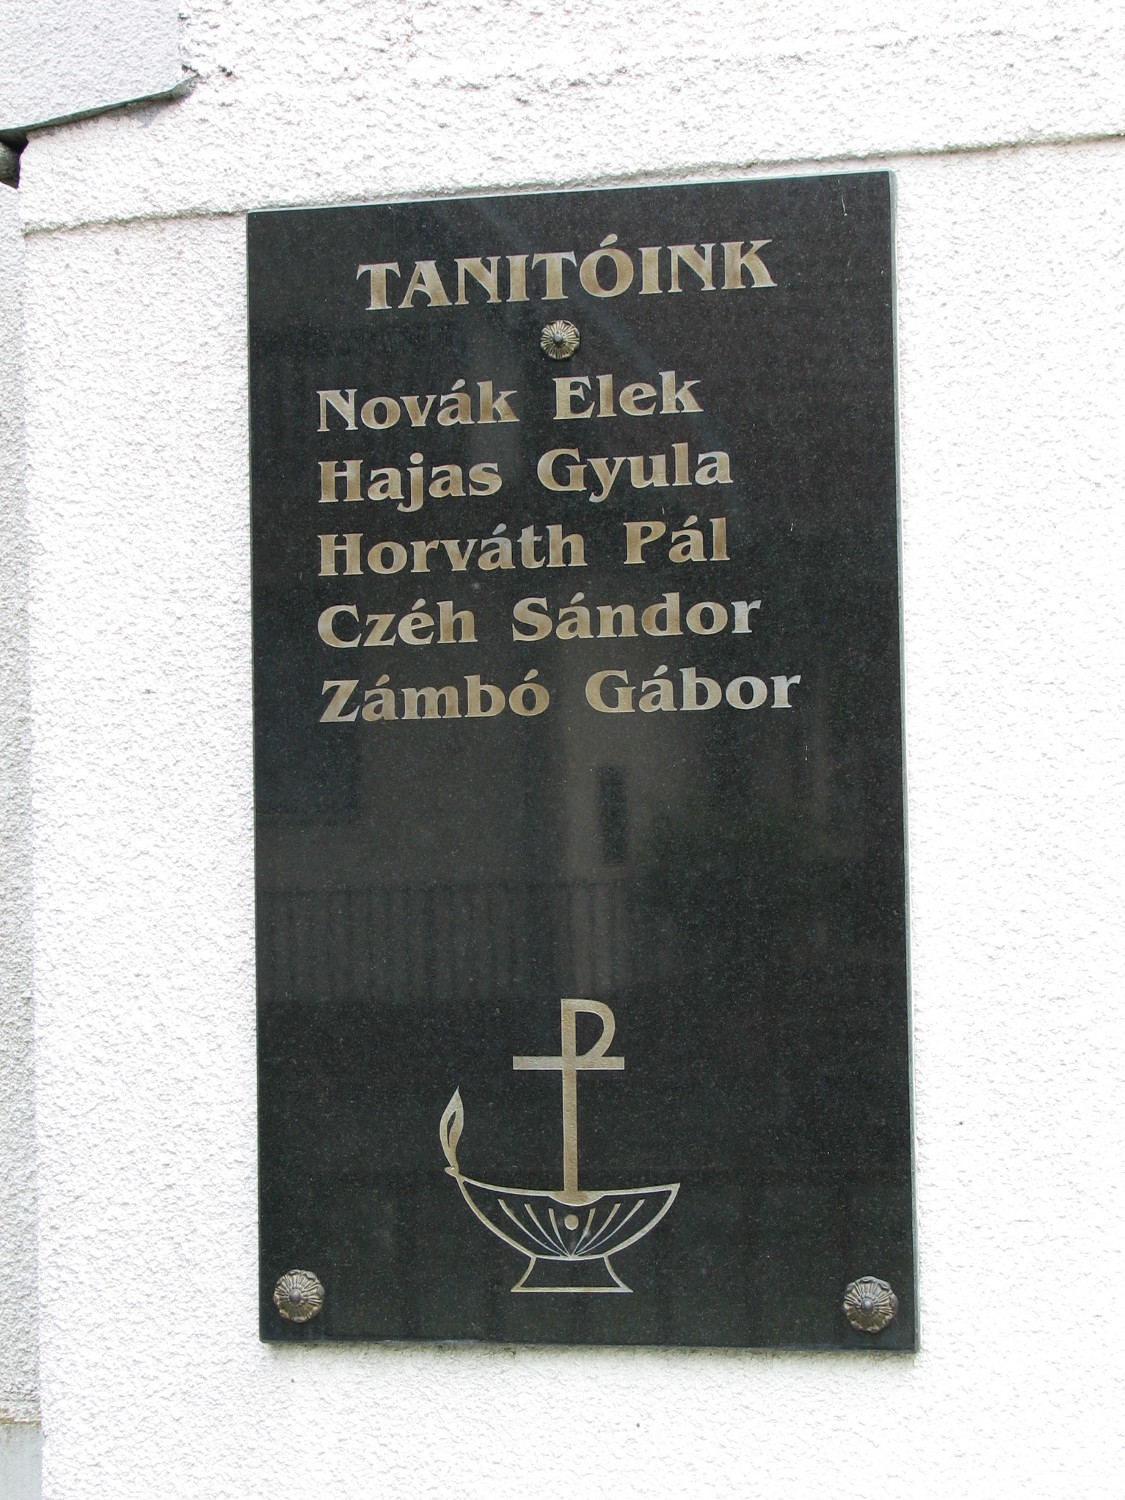 TANITÓINK
Novák Elek
Hajas Gyula
Horváth Pál
Czéh Sándor
Zámbó Gábor